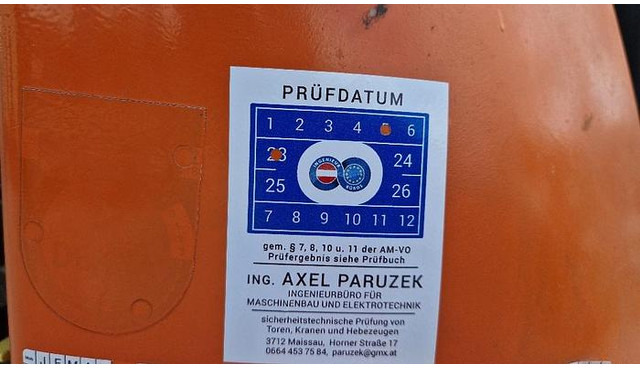 PRÜFDATUM
1 2 3 4 6
23 24
INGENIEUR
BÜROS
25 26
7 8 9 10 11 12
gem. § 7, 8, 10 u. 11 der AM-VO
Prüfergebnis siehe Prüfbuch
ING. AXEL PARUZEK
INGENIEURBÜRO FÜR
MASCHINENBAU UND ELEKTROTECHNIK
sicherheitstechnische Prüfung von
Toren, Kranen und Hebezeugen
3712 Maissau, Horner Straße 17
0664 453 75 84, paruzek@gmx.at